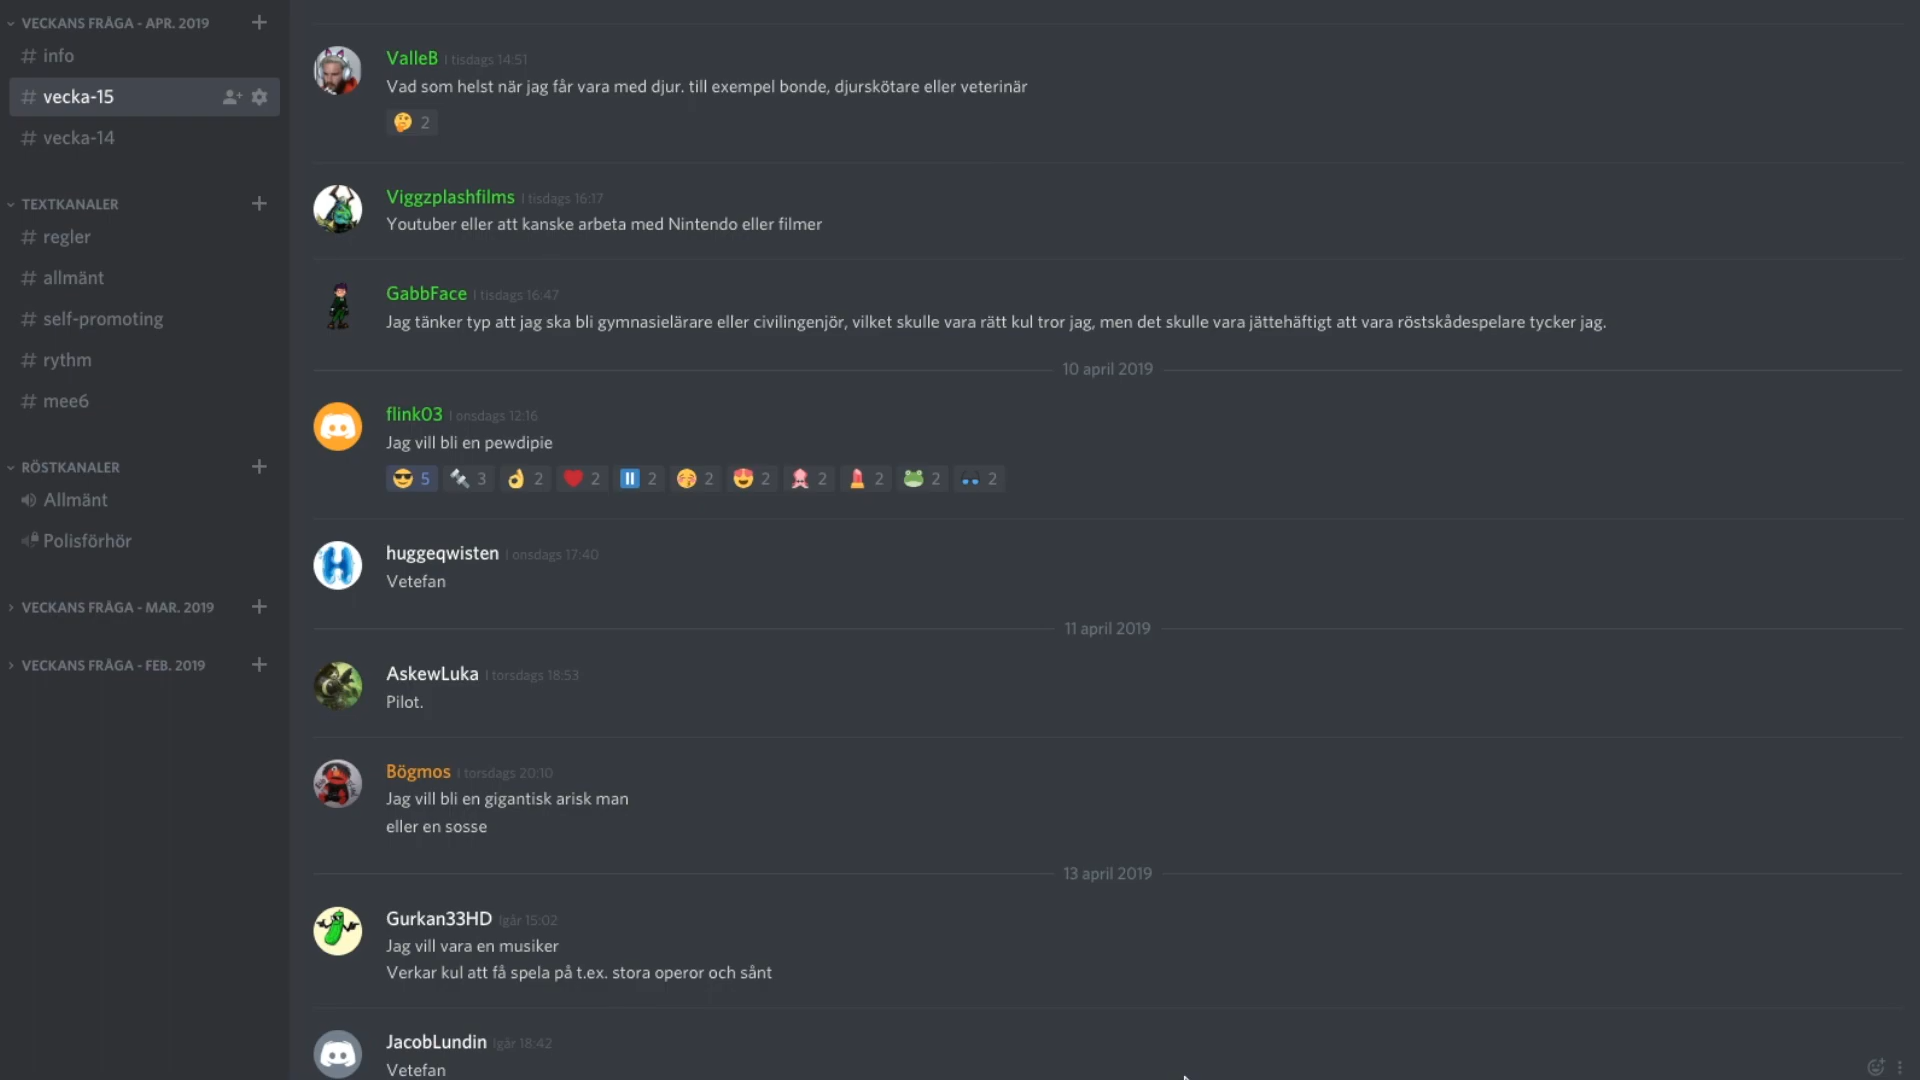 VECKANS FRÅGA - APR. 2019
info
vecka-15
vecka-14
TEXTKANALER
regler
allmänt
self-promoting
rythm
mee6
RÖSTKANALER
Allmänt
Polisförhör
VECKANS FRÅGA - MAR. 2019
VECKANS FRÅGA - FEB. 2019
ValleB I tisdags 14:51
Vad som helst när jag får vara med djur. till exempel bonde, djurskötare eller veterinär
2
Viggzplashfilms I tisdags 16:17
Youtuber eller att kanske arbeta med Nintendo eller filmer
GabbFace I tisdags 16:47
Jag tänker typ att jag ska bli gymnasielärare eller civilingenjör, vilket skulle vara rätt kul tror jag, men det skulle vara jättehäftigt att vara röstskådespelare tycker jag.
10 april 2019
flink03 I onsdags 12:16
Jag vill bli en pewdipie
5 3 2 2 2 2 2 2 2 2 2
huggeqwisten I onsdags 17:40
Vetefan
11 april 2019
AskewLuka I torsdags 18:53
Pilot.
Bögmos I torsdags 20:10
Jag vill bli en gigantisk arisk man
eller en sosse
13 april 2019
Gurkan33HD Igår 15:02
Jag vill vara en musiker
Verkar kul att få spela på t.ex. stora operor och sånt
JacobLundin Igår 18:42
Vetefan